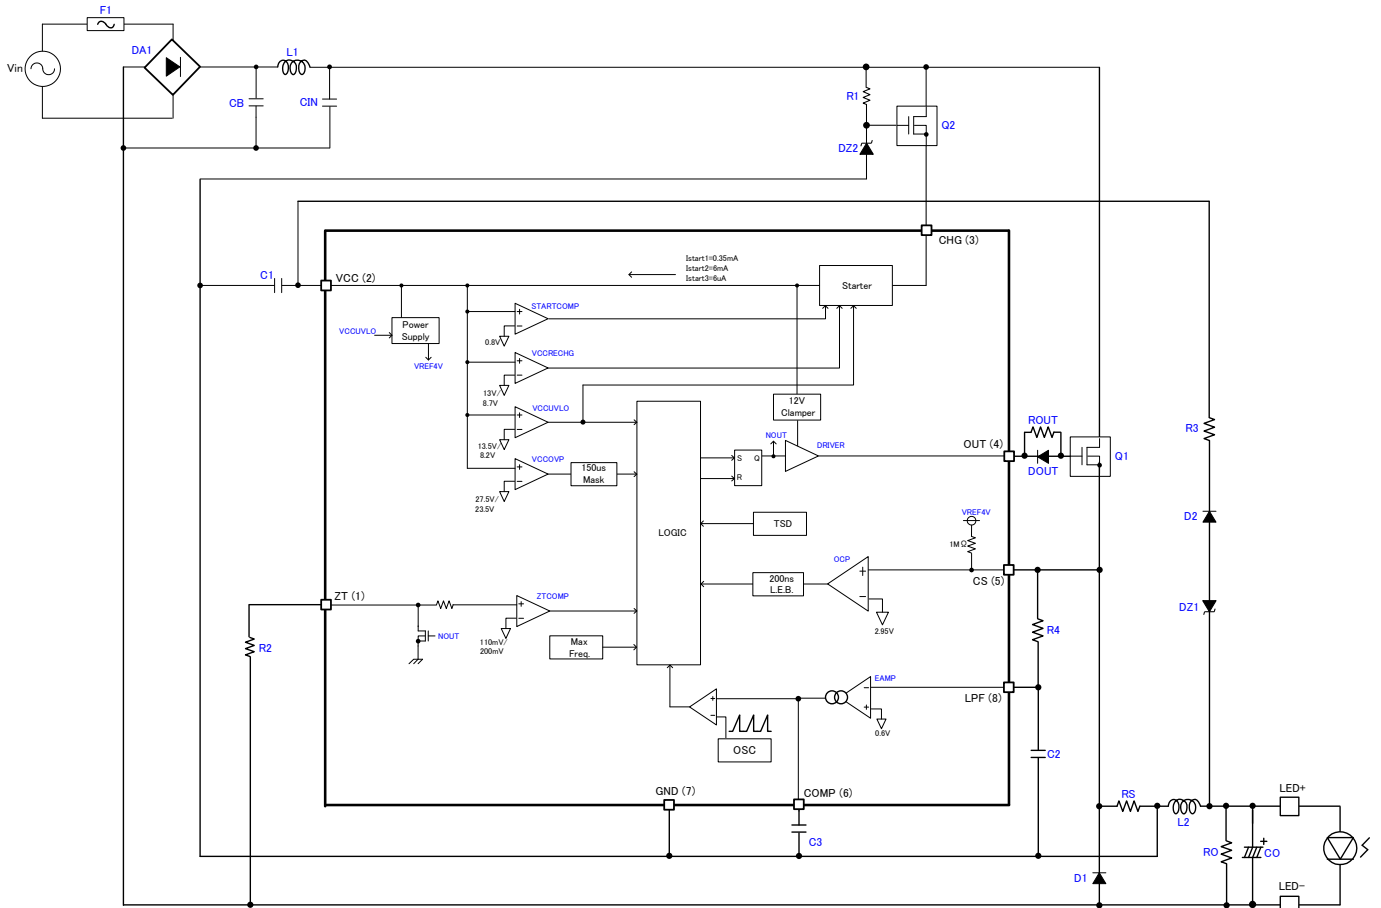 F1
Vin
DA1
L1
CB
CIN
R1
DZ2
Q2
CHG (3)
C1
VCC (2)
Istart1=0.35mA
Istart2=6mA
Istart3=6uA
Starter
STARTCOMP
0.8V
VCCUVLO
Power
Supply
VREF4V
VCCRECHG
13V/
8.7V
12V
Clamper
VCCUVLO
13.5V/
8.2V
NOUT
DRIVER
OUT (4)
ROUT
DOUT
Q1
R3
S
Q
R
VCCOVP
150us
Mask
27.5V/
23.5V
LOGIC
TSD
VREF4V
1MΩ
D2
OCP
200ns
L.E.B.
2.95V
CS (5)
ZT (1)
ZTCOMP
NOUT
110mV/
200mV
Max
Freq.
R2
R4
DZ1
EAMP
0.6V
LPF (8)
OSC
C2
GND (7)
COMP (6)
C3
RS
L2
LED+
RO
CO
D1
LED-